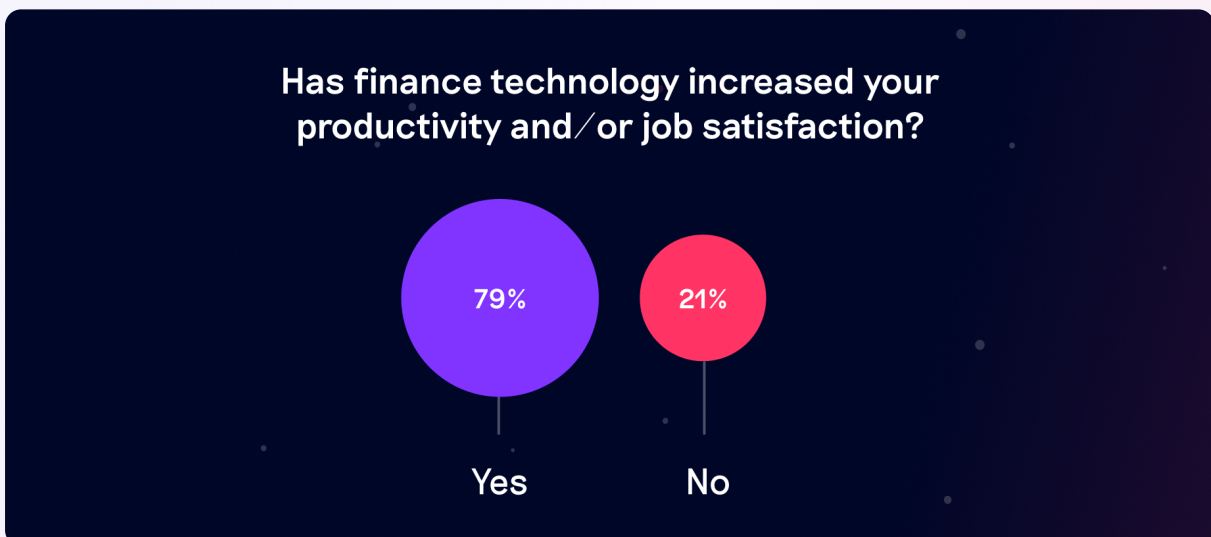 Has finance technology increased your
productivity and/or job satisfaction?
79%
21%
Yes
No